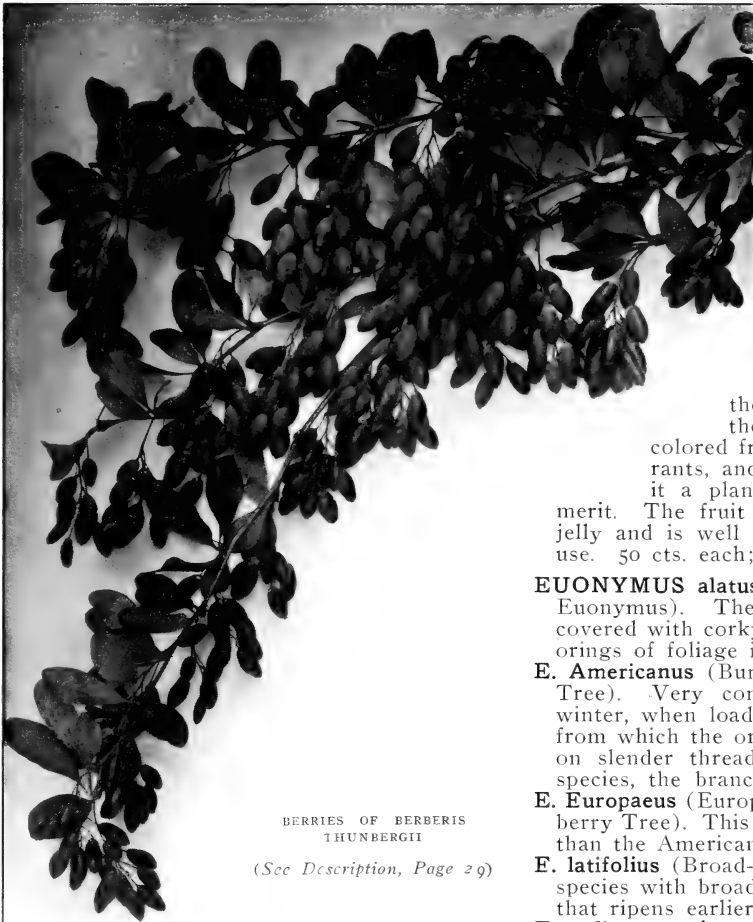 the
the
colored fr
rants, and
it a plan
merit. The fruit
jelly and is well
use. 50 cts. each;
EUONYMUS alatus
Euonymus). The
covered with cork
orings of foliage i
E. Americanus (Bur
Tree). Very con
winter, when load
from which the or
on slender thread
species, the branc
E. Europaeus (Europ
berry Tree). This
than the American
E. latifolius (Broad-
species with broad
that ripens earlier
BERRIES OF BERBERIS
THUNBERGII
(See Description, Page 29)